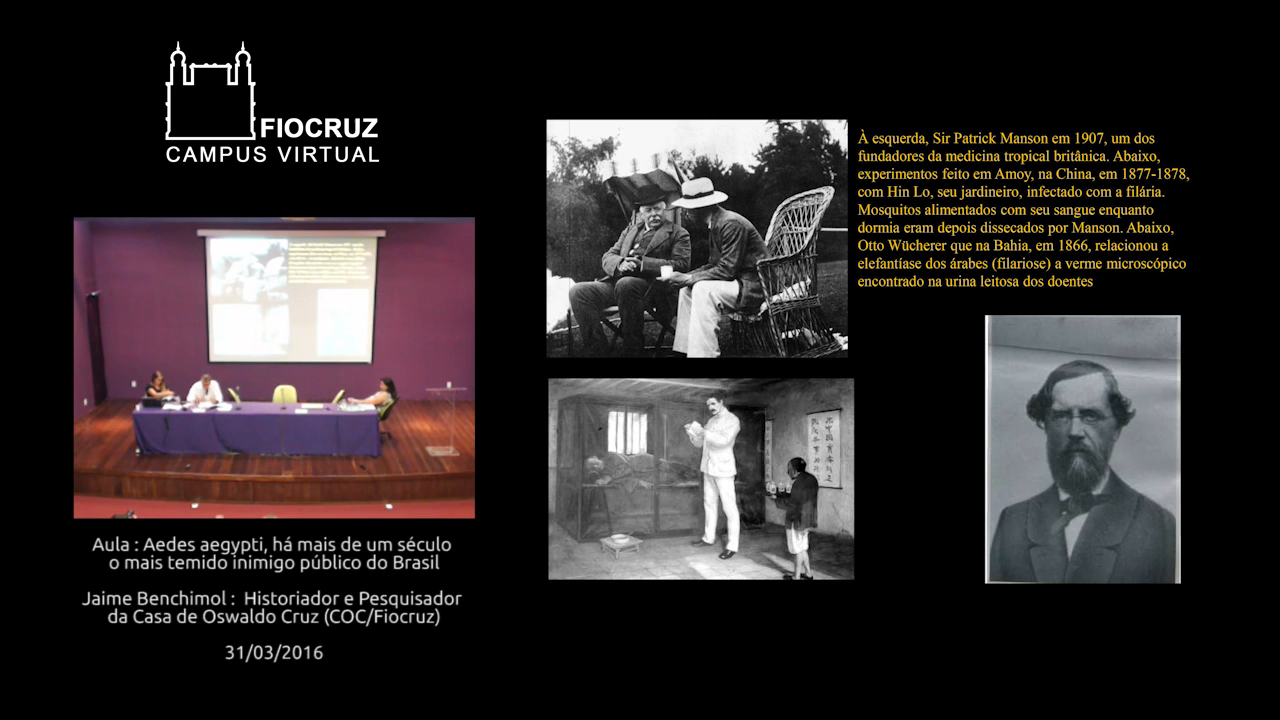 FIOCRUZ
CAMPUS VIRTUAL
Aula : Aedes aegypti, há mais de um século
o mais temido inimigo público do Brasil
Jaime Benchimol : Historiador e Pesquisador
da Casa de Oswaldo Cruz (COC/Fiocruz)
31/03/2016
À esquerda, Sir Patrick Manson em 1907, um dos
fundadores da medicina tropical britânica. Abaixo,
experimentos feito em Amoy, na China, em 1877-1878,
com Hin Lo, seu jardineiro, infectado com a filária.
Mosquitos alimentados com seu sangue enquanto
dormia eram depois dissecados por Manson. Abaixo,
Otto Wücherer que na Bahia, em 1866, relacionou a
elefantíase dos árabes (filariose) a verme microscópico
encontrado na urina leitosa dos doentes